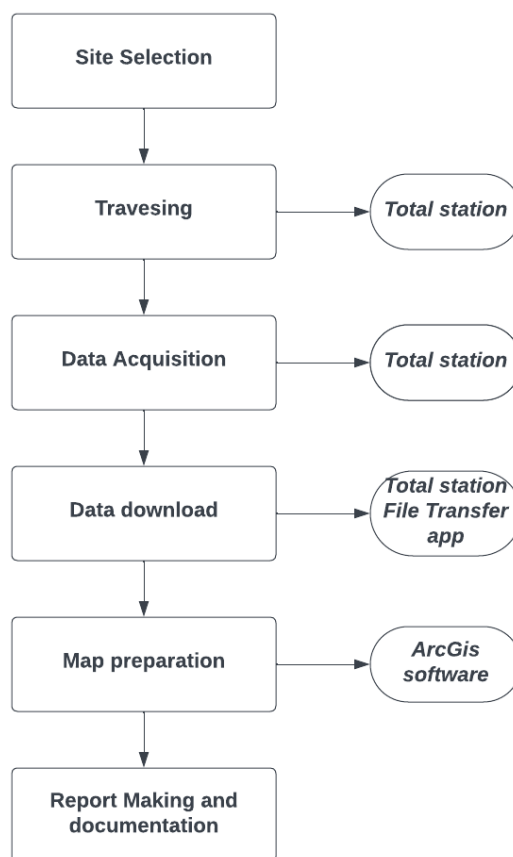 Site Selection
Travesing
Total station
Data Acquisition
Total station
Data download
Total station
File Transfer
app
Map preparation
ArcGis
software
Report Making and
documentation